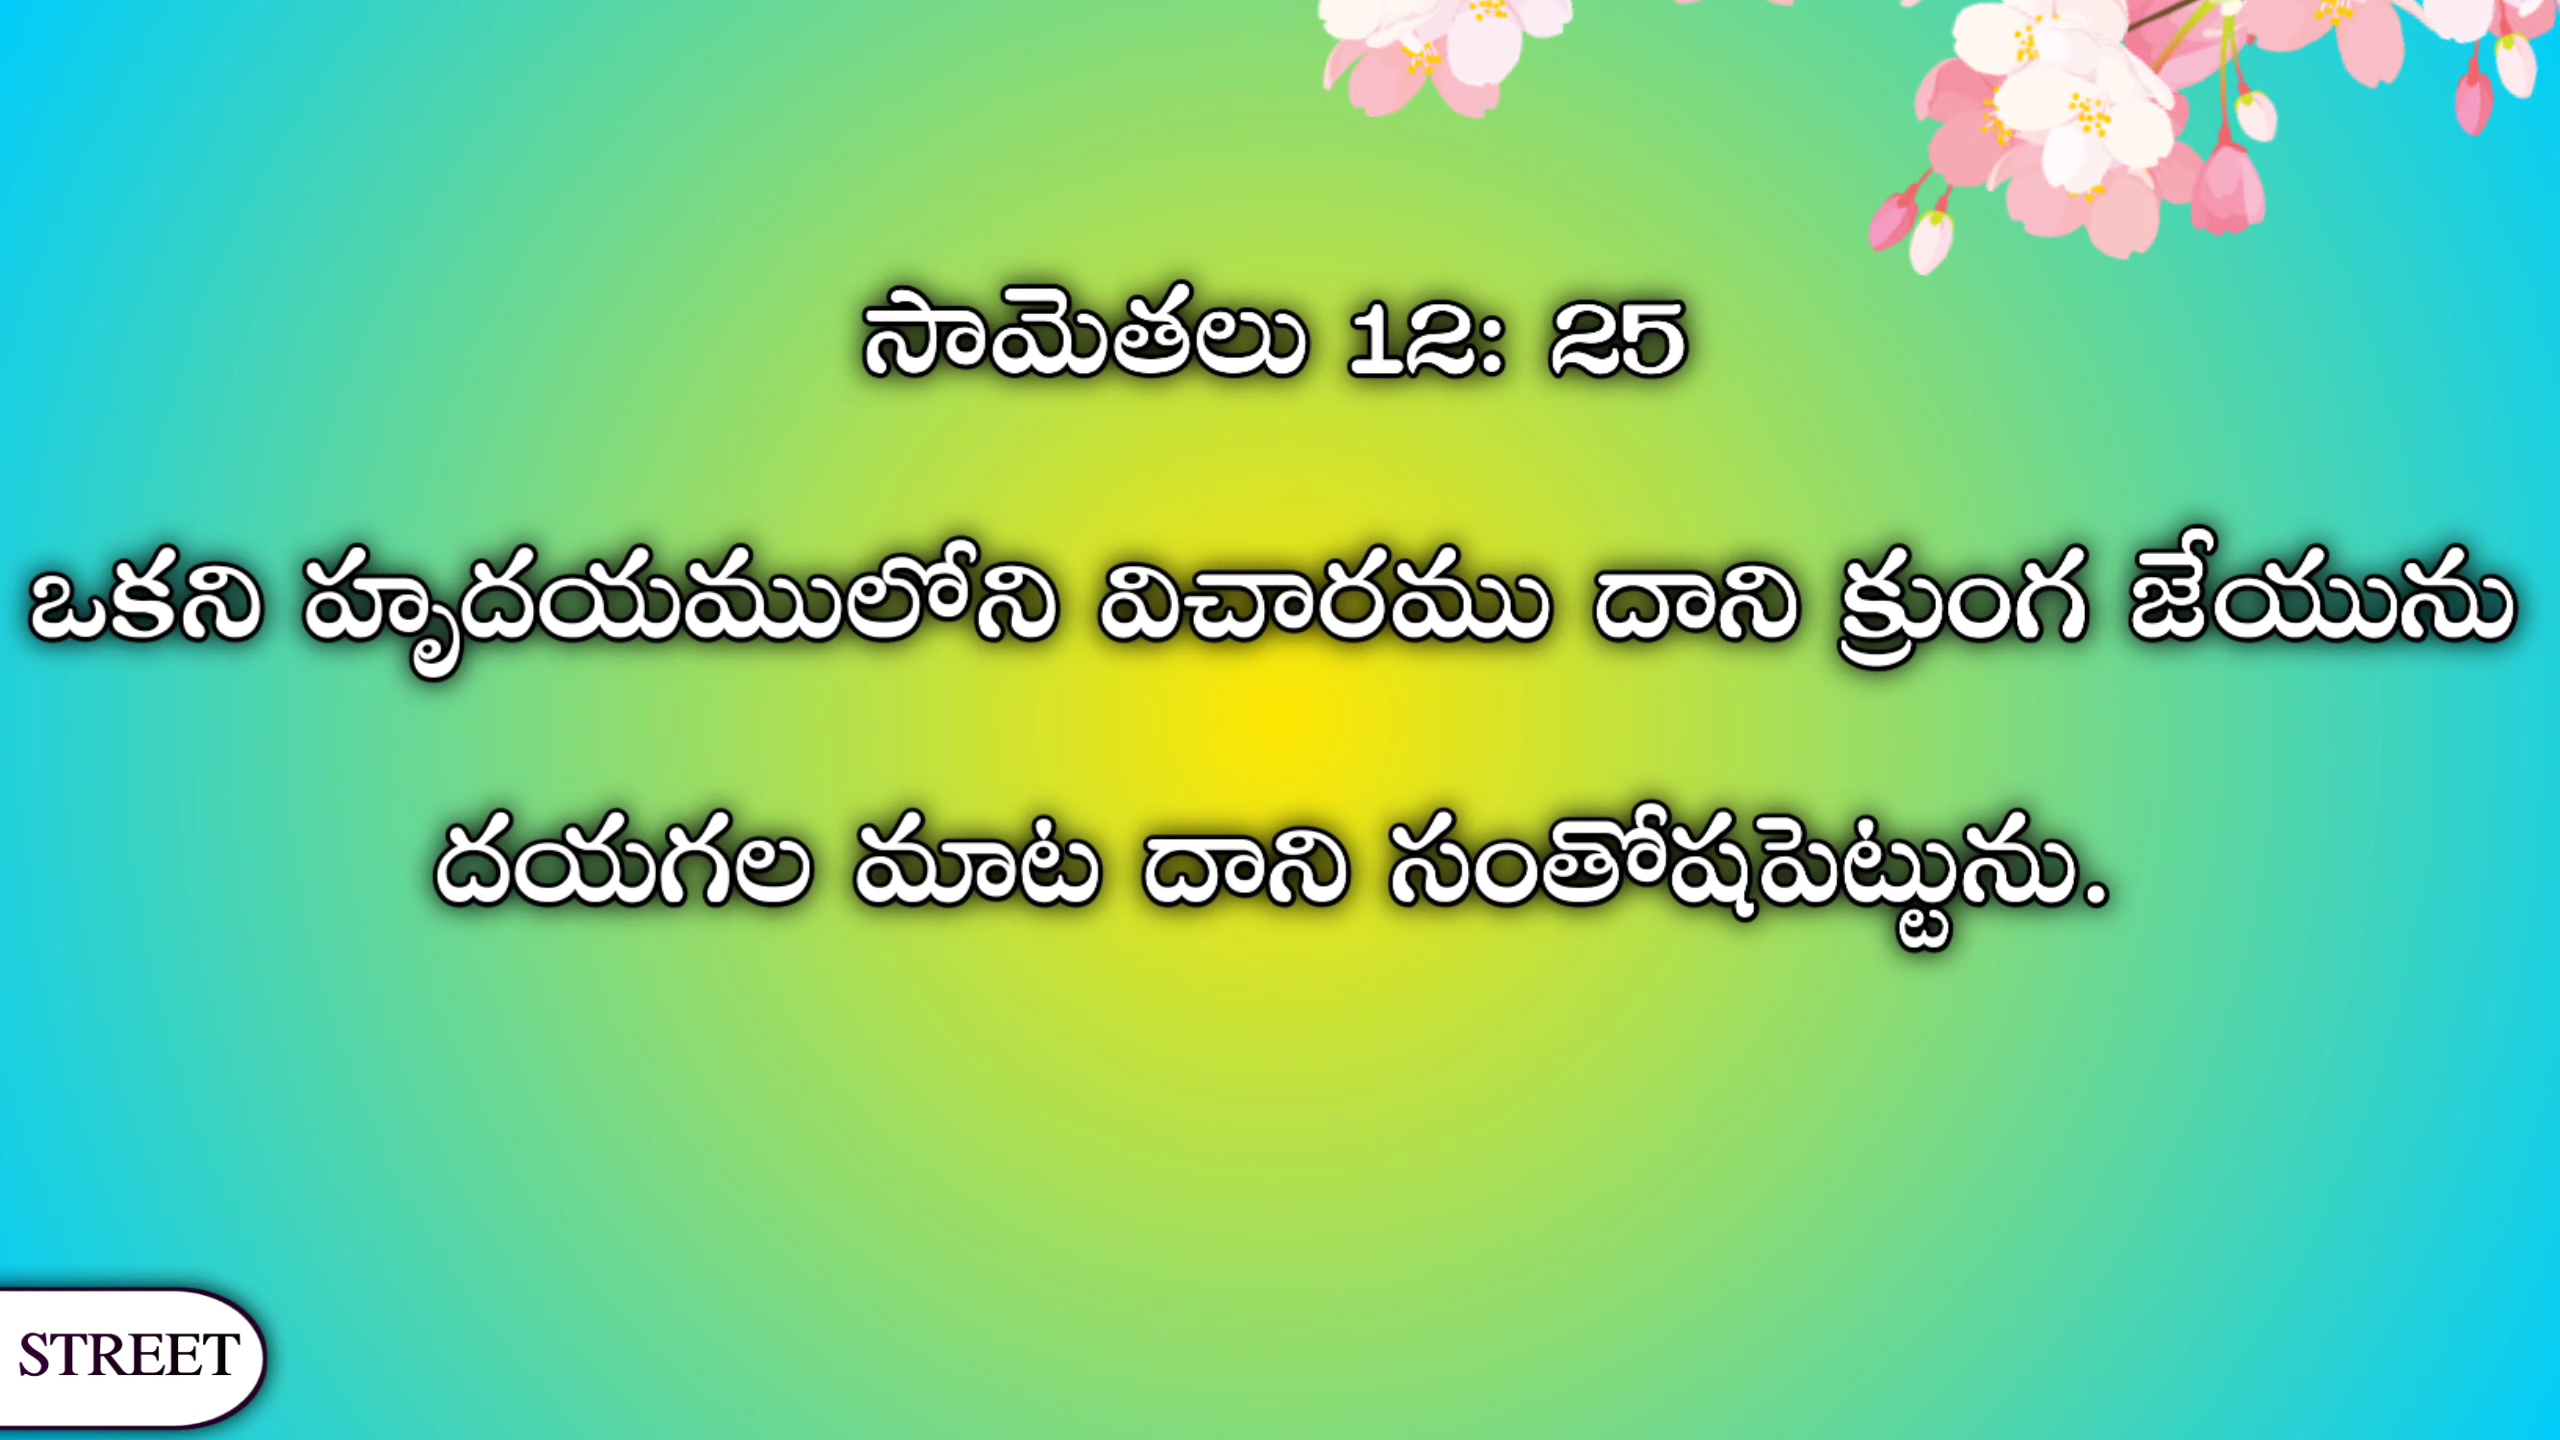 సామెతలు 12: 25
ఒకని హృదయములోని విచారము దాని క్రుంగ జేయును
దయగల మాట దాని సంతోషపెట్టును.
STREET